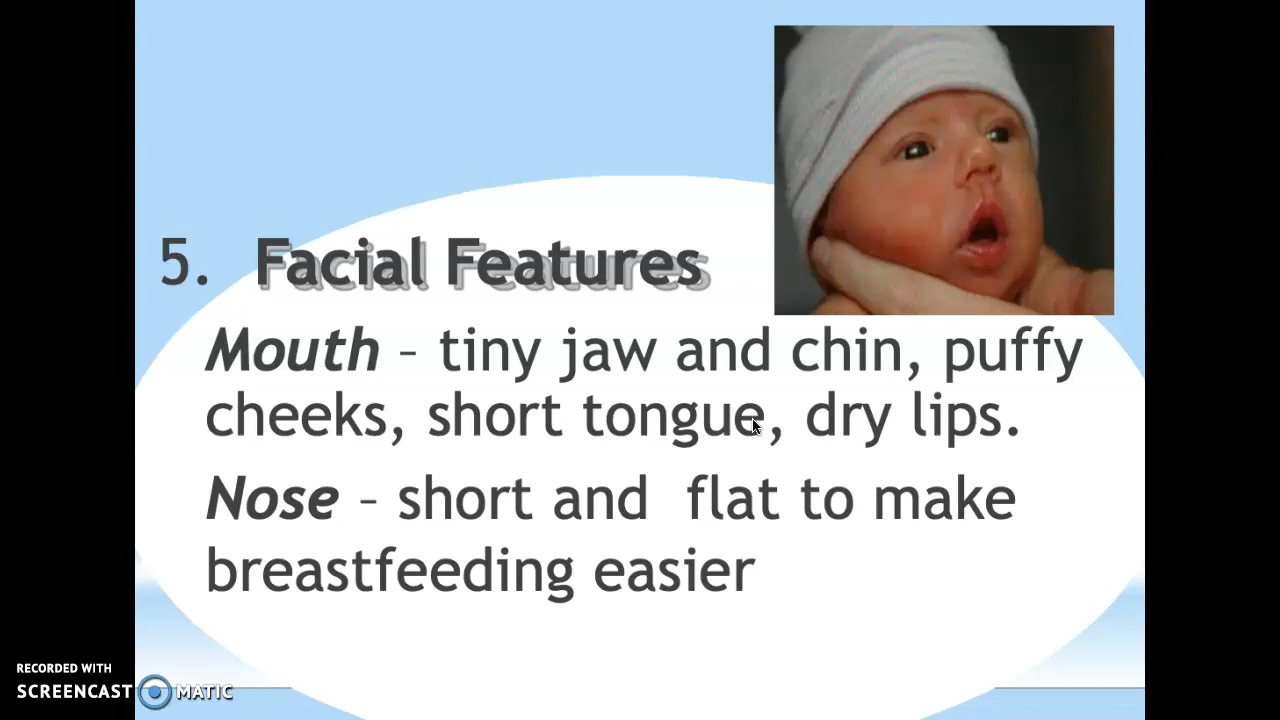 5. Facial Features
Mouth – tiny jaw and chin, puffy
cheeks, short tongue, dry lips.
Nose – short and flat to make
breastfeeding easier
RECORDED WITH
SCREENCAST MATIC